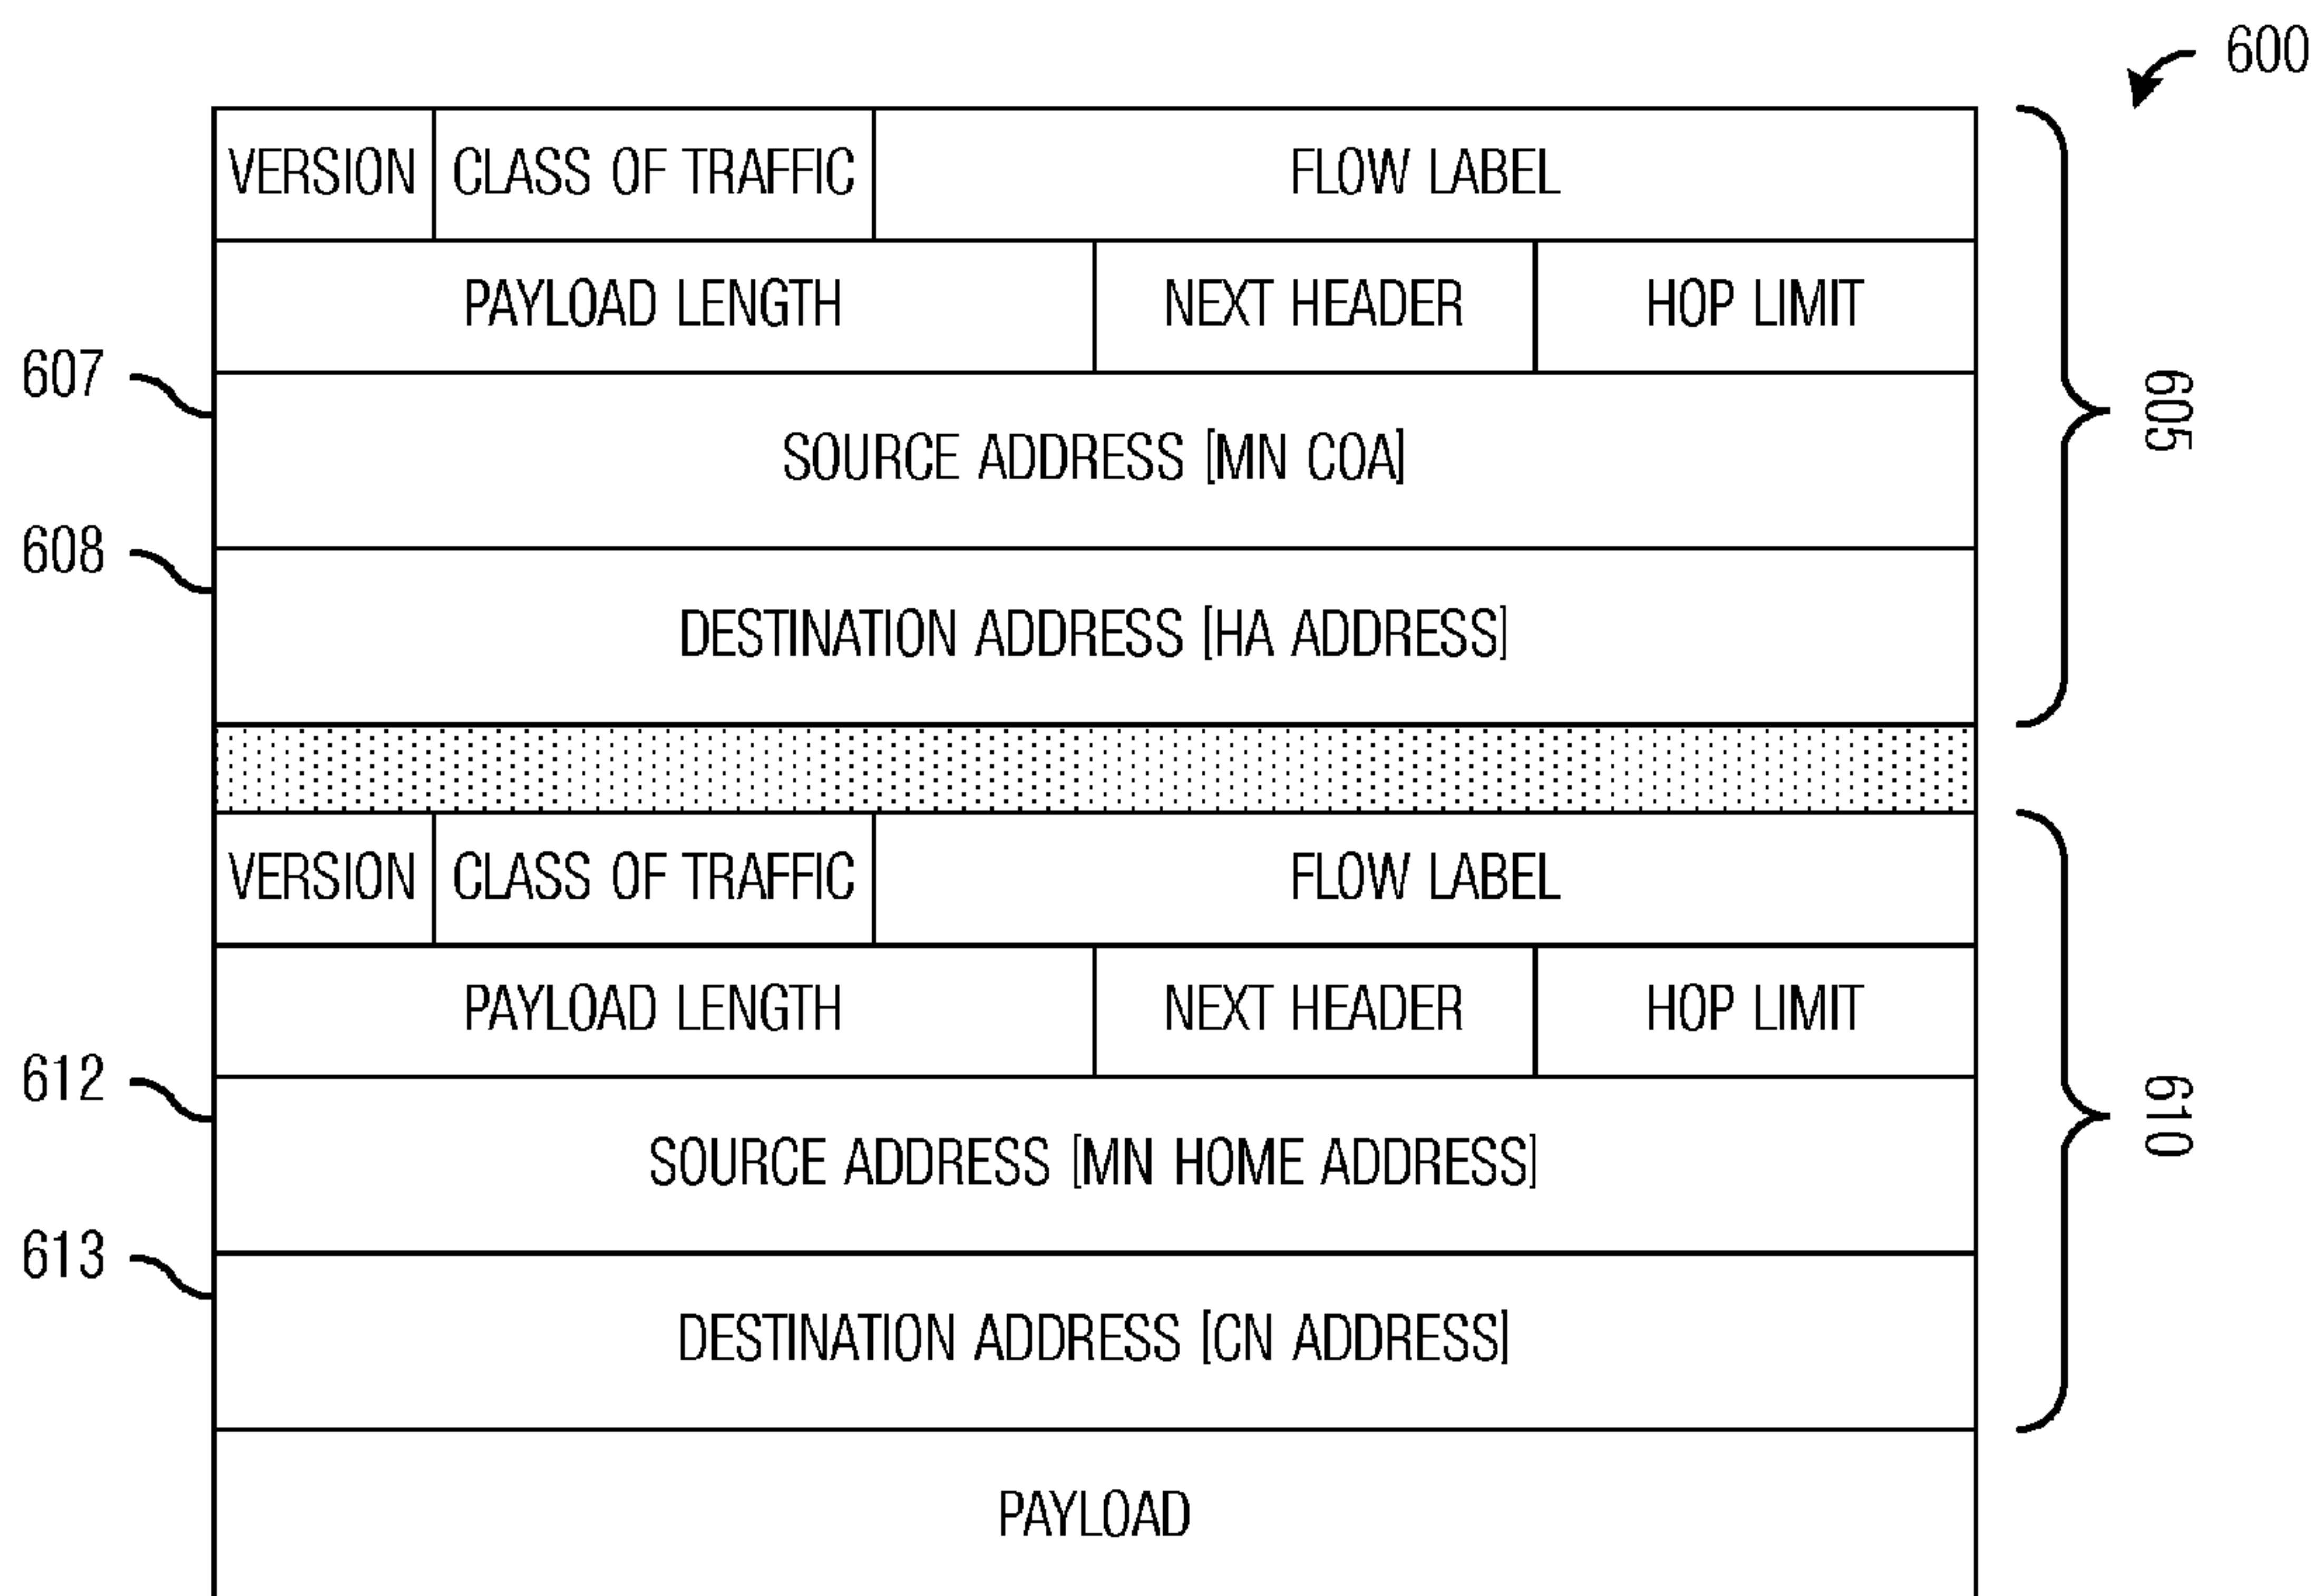 600
VERSION CLASS OF TRAFFIC FLOW LABEL
PAYLOAD LENGTH NEXT HEADER HOP LIMIT
607
605
SOURCE ADDRESS [MN COA]
608
DESTINATION ADDRESS [HA ADDRESS]
VERSION CLASS OF TRAFFIC FLOW LABEL
PAYLOAD LENGTH NEXT HEADER HOP LIMIT
612
610
SOURCE ADDRESS [MN HOME ADDRESS]
613
DESTINATION ADDRESS [CN ADDRESS]
PAYLOAD